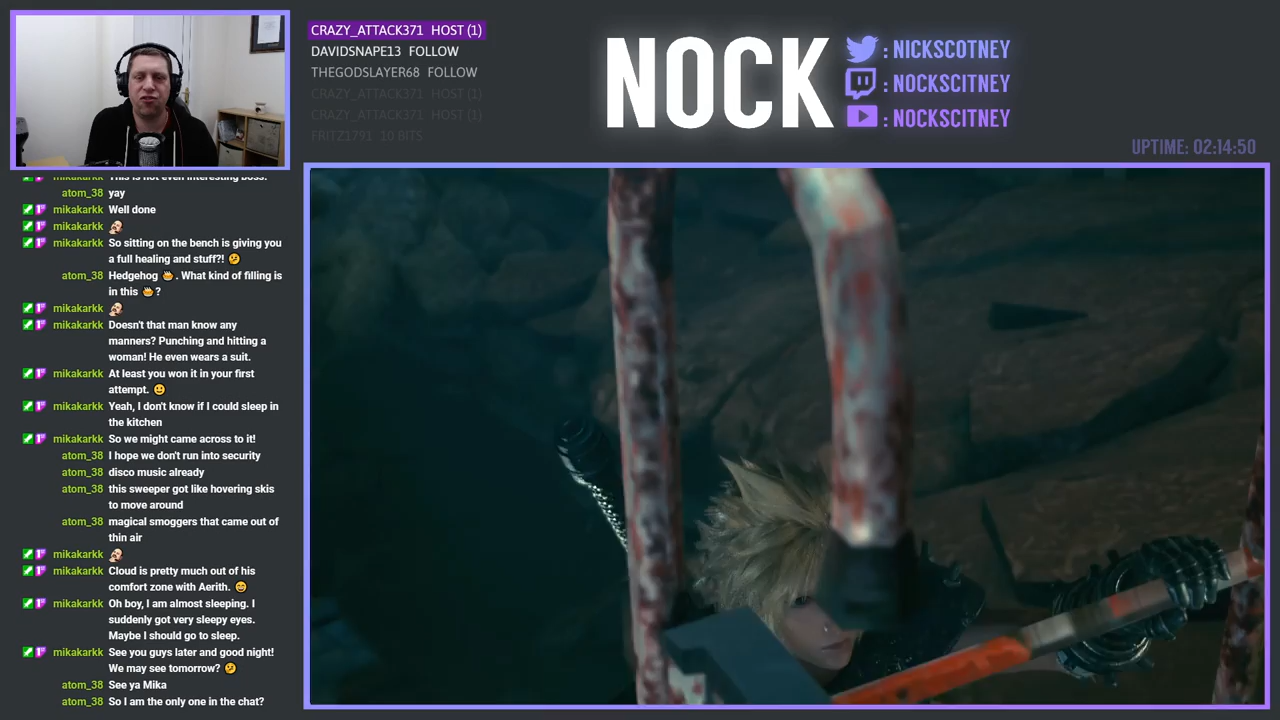 CRAZY_ATTACK371 HOST (1)
DAVIDSNAPE13 FOLLOW
THEGODSLAYER68 FOLLOW
CRAZY_ATTACK371 HOST (1)
CRAZY_ATTACK371 HOST (1)
FRITZ1791 10 BITS
NOCK
: NICKSCOTNEY
: NOCKSCITNEY
: NOCKSCITNEY
UPTIME: 02:14:50
mikakarkk This is not even interesting boss.
atom_38 yay
mikakarkk Well done
mikakarkk
mikakarkk So sitting on the bench is giving you
a full healing and stuff?! 🤔
atom_38 Hedgehog 🍔. What kind of filling is
in this 🍔?
mikakarkk
mikakarkk Doesn't that man know any
manners? Punching and hitting a
woman! He even wears a suit.
mikakarkk At least you won it in your first
attempt. 🙂
mikakarkk Yeah, I don't know if I could sleep in
the kitchen
mikakarkk So we might came across to it!
atom_38 I hope we don't run into security
atom_38 disco music already
atom_38 this sweeper got like hovering skis
to move around
atom_38 magical smoggers that came out of
thin air
mikakarkk
mikakarkk Cloud is pretty much out of his
comfort zone with Aerith. 😄
mikakarkk Oh boy, I am almost sleeping. I
suddenly got very sleepy eyes.
Maybe I should go to sleep.
mikakarkk See you guys later and good night!
We may see tomorrow? 🤔
atom_38 See ya Mika
atom_38 So I am the only one in the chat?